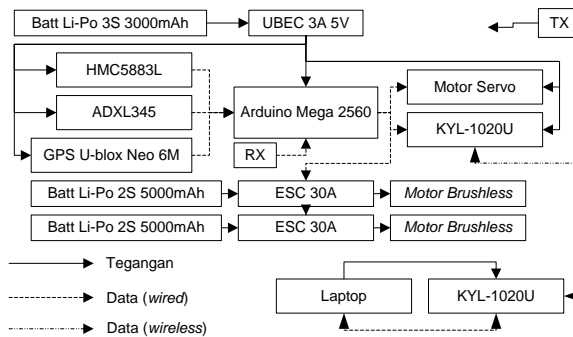 Batt Li-Po 3S 3000mAh
UBEC 3A 5V
TX
HMC5883L
ADXL345
GPS U-blox Neo 6M
Arduino Mega 2560
RX
Motor Servo
KYL-1020U
Batt Li-Po 2S 5000mAh
ESC 30A
Motor Brushless
Batt Li-Po 2S 5000mAh
ESC 30A
Motor Brushless
Tegangan
Data (wired)
Data (wireless)
Laptop
KYL-1020U